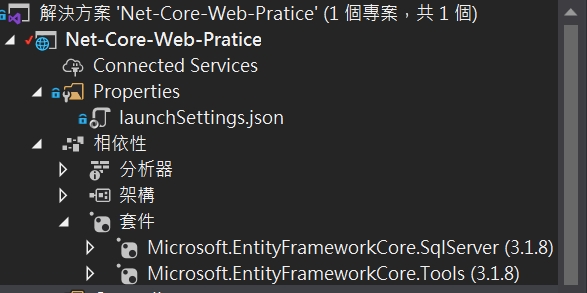 解決方案 'Net-Core-Web-Pratice' (1 個專案，共 1 個)
Net-Core-Web-Pratice
Connected Services
Properties
launchSettings.json
相依性
分析器
架構
套件
Microsoft.EntityFrameworkCore.SqlServer (3.1.8)
Microsoft.EntityFrameworkCore.Tools (3.1.8)